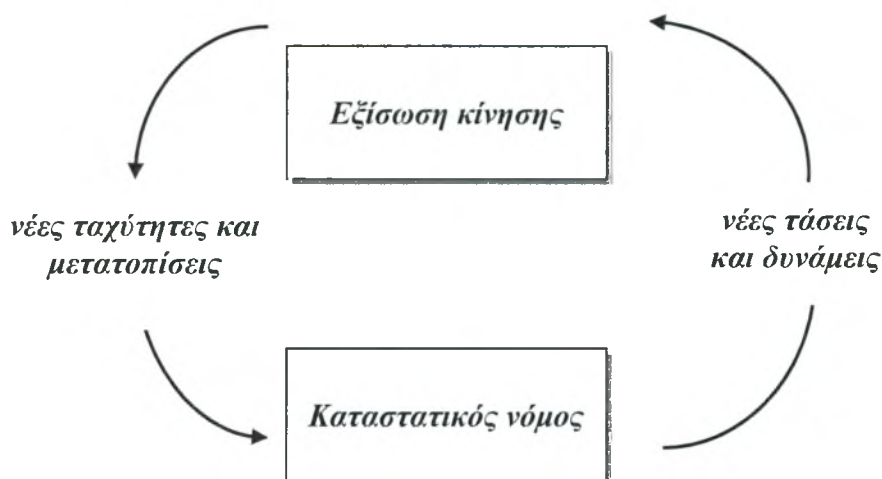 Εξίσωση κίνησης
νέες ταχύτητες και
μετατοπίσεις
νέες τάσεις
και δυνάμεις
Καταστατικός νόμος